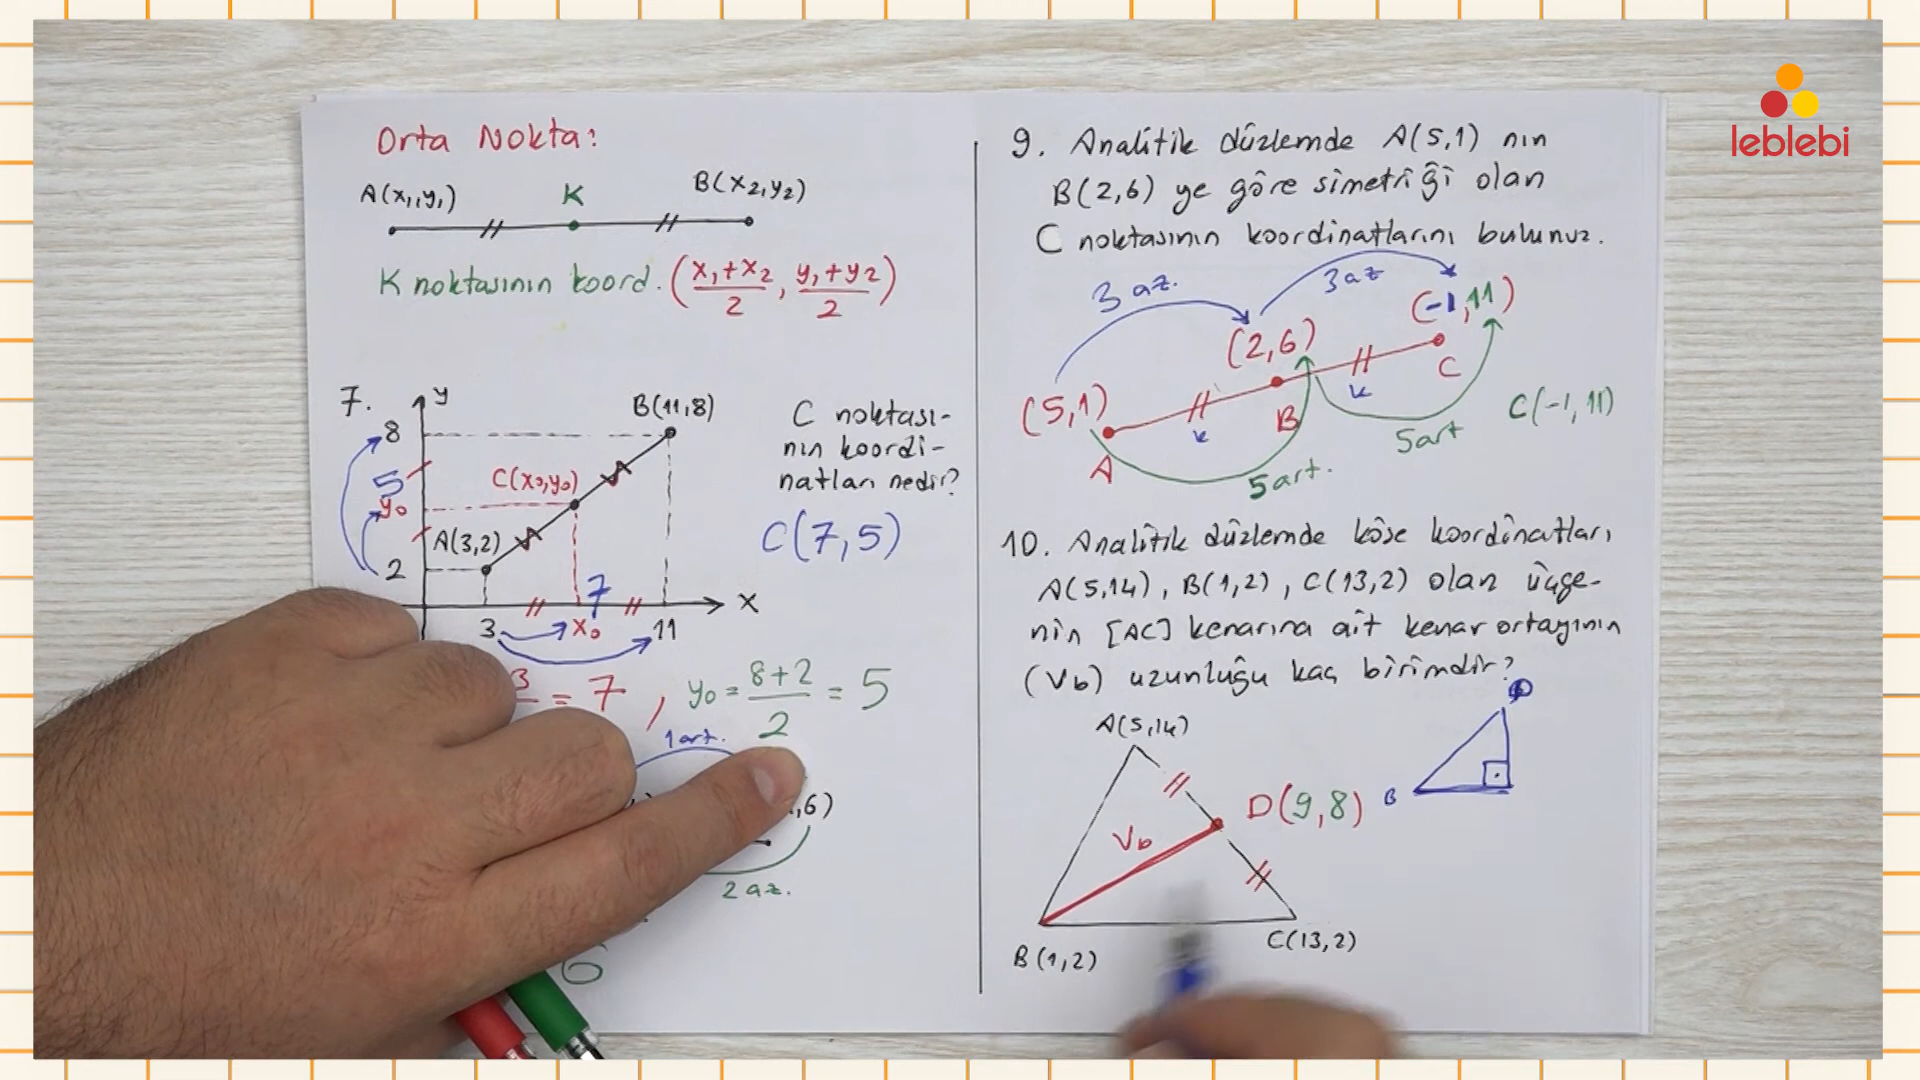 leblebi
Orta Nokta:
A(x₁,y₁) K B(x₂,y₂)
K noktasının koord. (x₁+x₂/2, y₁+y₂/2)
7.
y
8
5
y₀
2
B(11,8)
C(x₀,y₀)
A(3,2)
7
x
3 x₀ 11
C noktası-
nın koordi-
natları nedir?
C(7,5)
3 = 7 , y₀ = 8+2/2 = 5
1 art.
,6)
2 az.
6
9. Analitik düzlemde A(5,1) nın
B(2,6) ye göre simetriği olan
C noktasının koordinatlarını bulunuz.
3 az. 3 az
(5,1) (2,6) (-1,11)
A B C
k k
5 art. 5 art
C(-1,11)
10. Analitik düzlemde köşe koordinatları
A(5,14), B(1,2), C(13,2) olan üçge-
nin [AC] kenarına ait kenarortayının
(Vb) uzunluğu kaç birimdir?
A(5,14)
Vb
D(9,8)
B(1,2)
C(13,2)
B